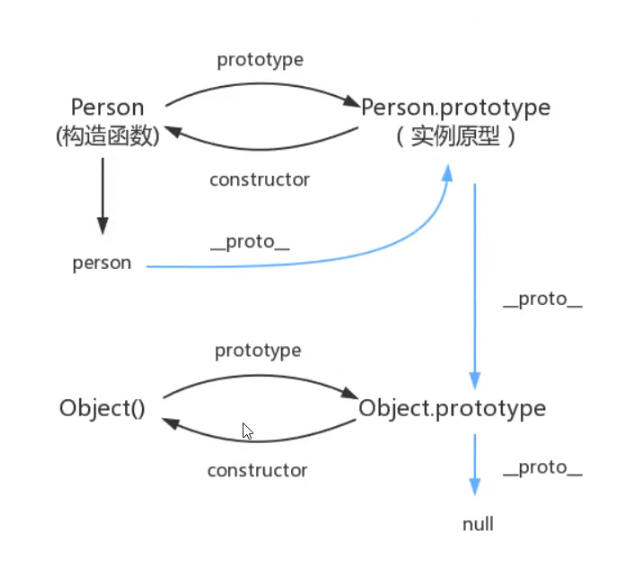 prototype
Person
(构造函数)
Person.prototype
(实例原型)
constructor
__proto__
person
__proto__
prototype
Object()
Object.prototype
constructor
__proto__
null